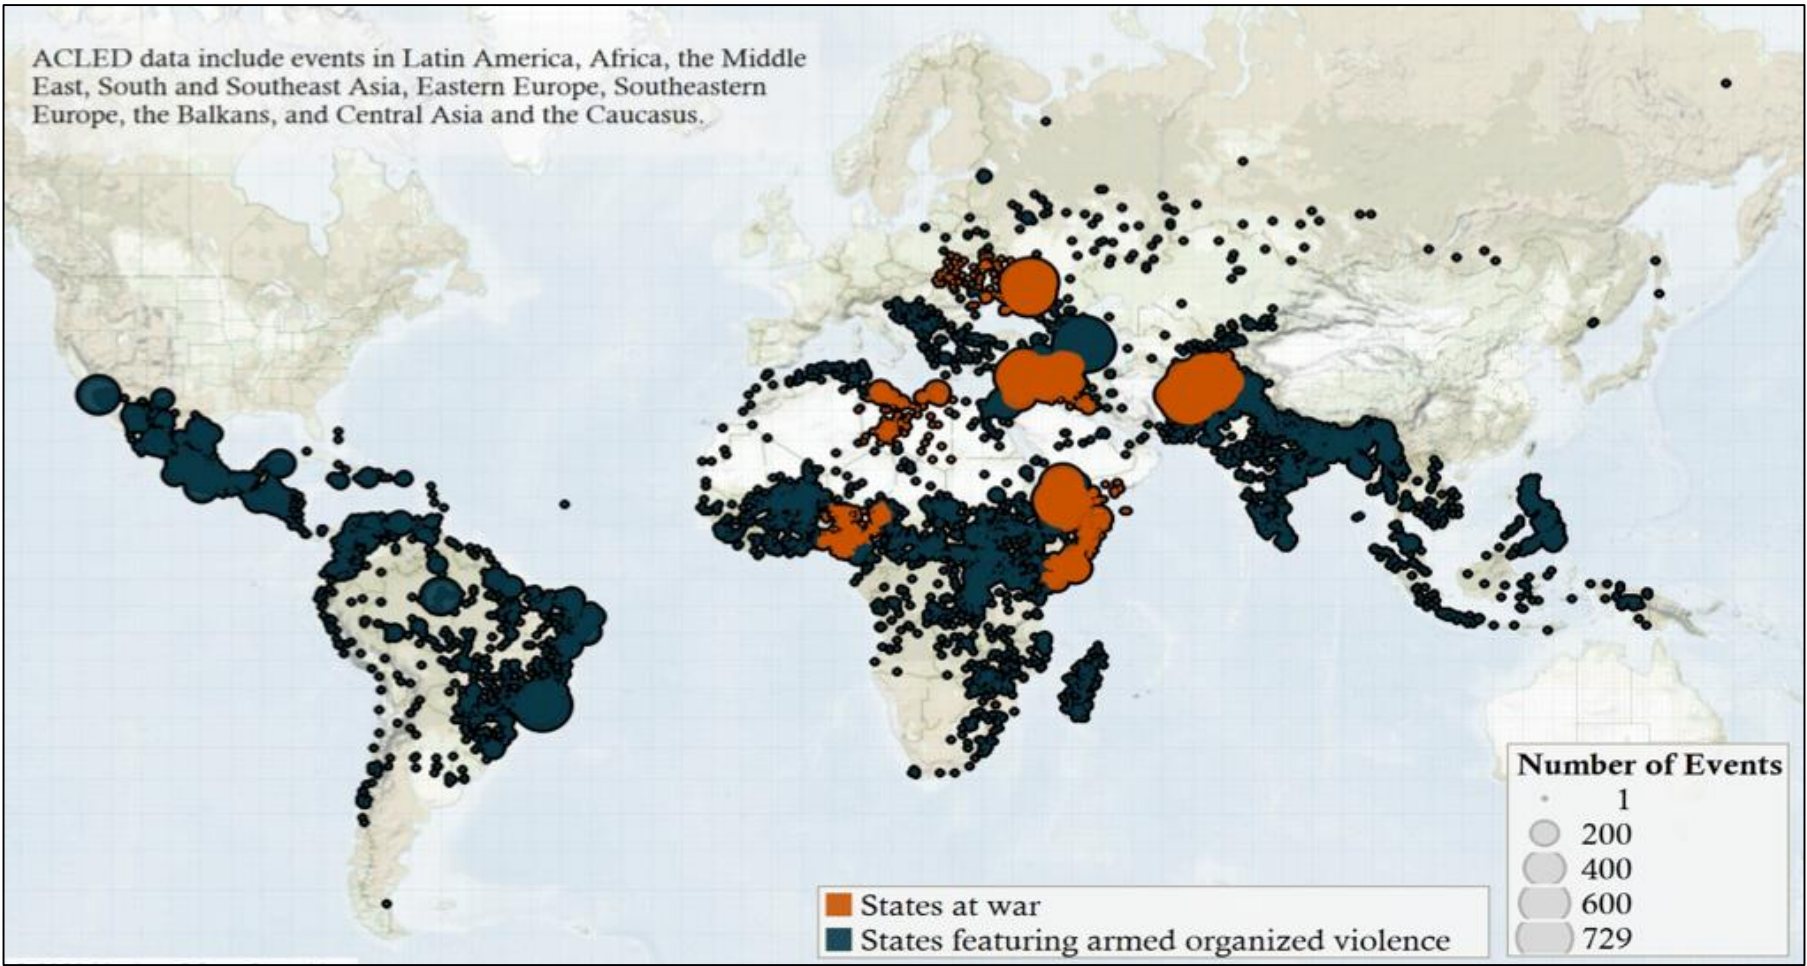 ACLED data include events in Latin America, Africa, the Middle
East, South and Southeast Asia, Eastern Europe, Southeastern
Europe, the Balkans, and Central Asia and the Caucasus.
Number of Events
1
200
400
600
729
States at war
States featuring armed organized violence